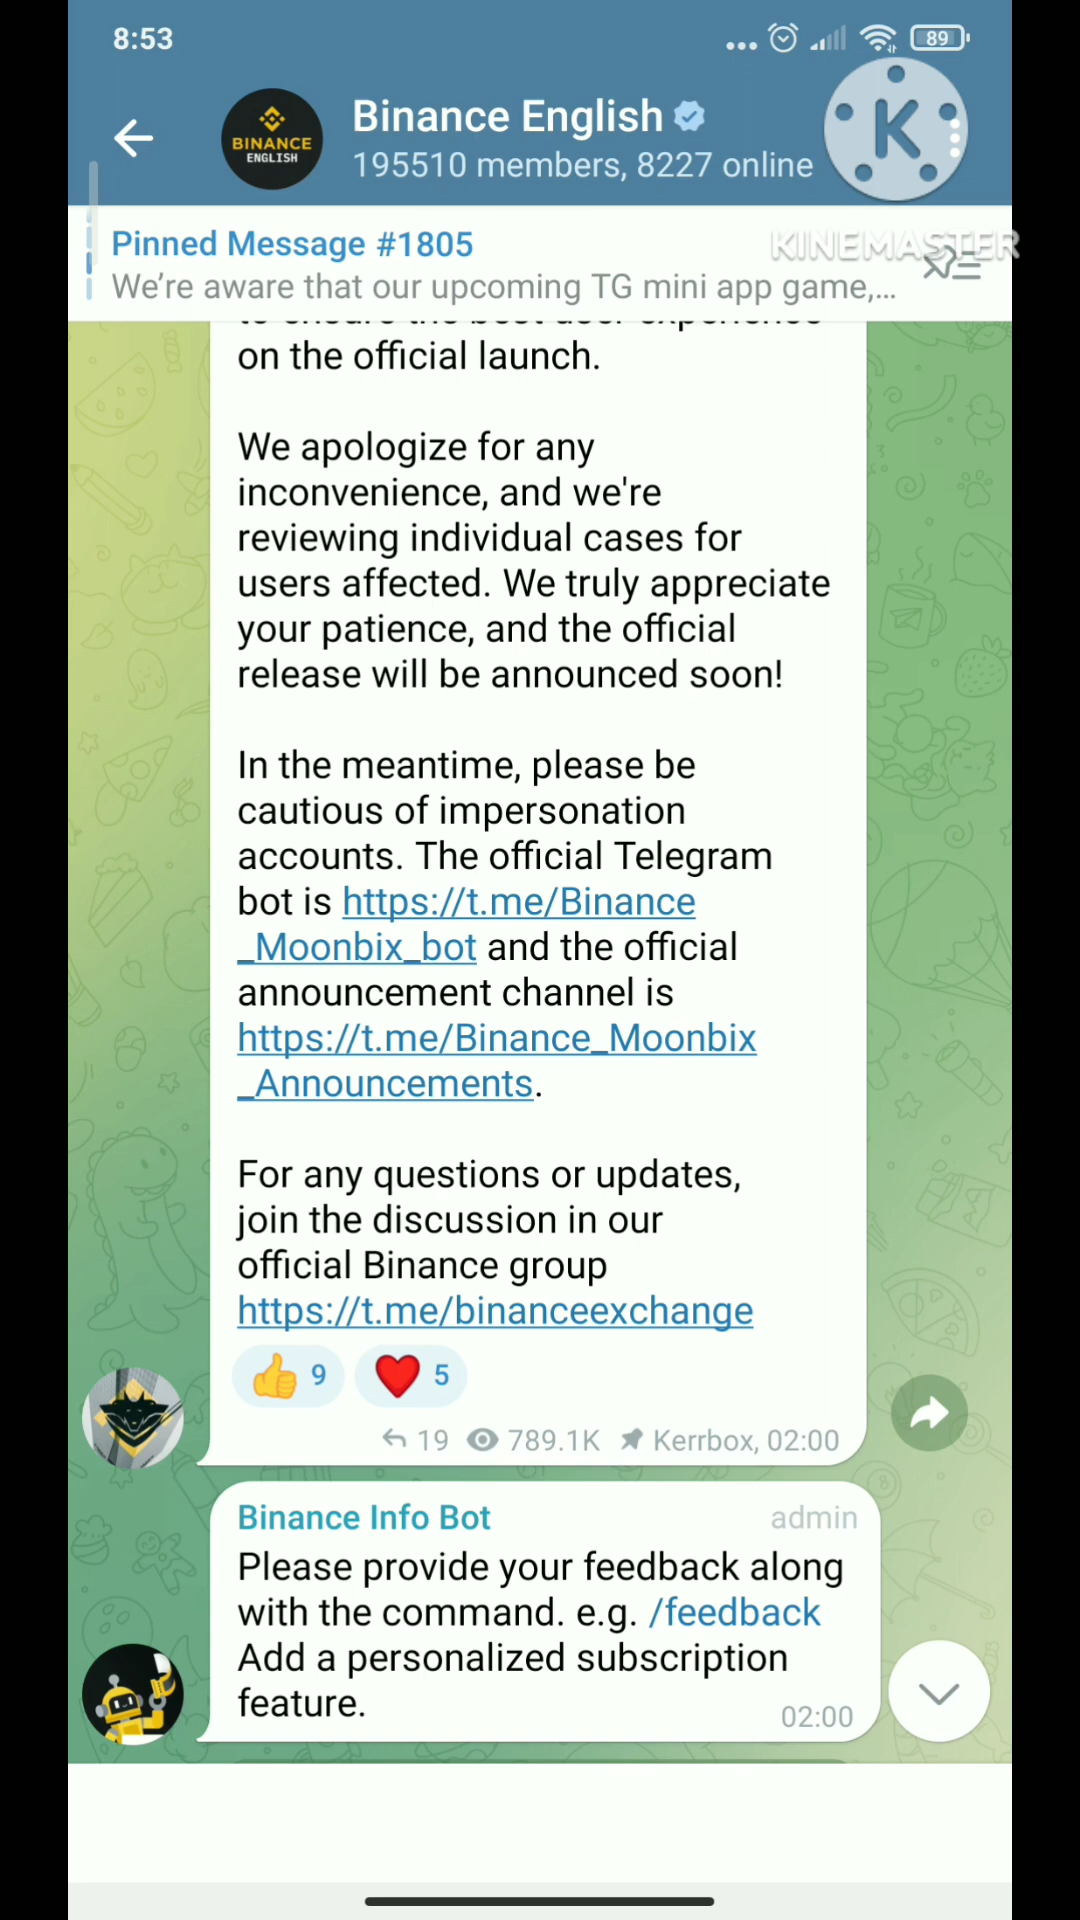 8:53
89
BINANCE
ENGLISH
Binance English
195510 members, 8227 online
K
KINEMASTER
Pinned Message #1805
We’re aware that our upcoming TG mini app game,...
to ensure the best user experience
on the official launch.
We apologize for any
inconvenience, and we're
reviewing individual cases for
users affected. We truly appreciate
your patience, and the official
release will be announced soon!
In the meantime, please be
cautious of impersonation
accounts. The official Telegram
bot is https://t.me/Binance
_Moonbix_bot and the official
announcement channel is
https://t.me/Binance_Moonbix
_Announcements.
For any questions or updates,
join the discussion in our
official Binance group
https://t.me/binanceexchange
9 5
19 789.1K Kerrbox, 02:00
Binance Info Bot admin
Please provide your feedback along
with the command. e.g. /feedback
Add a personalized subscription
feature.
02:00